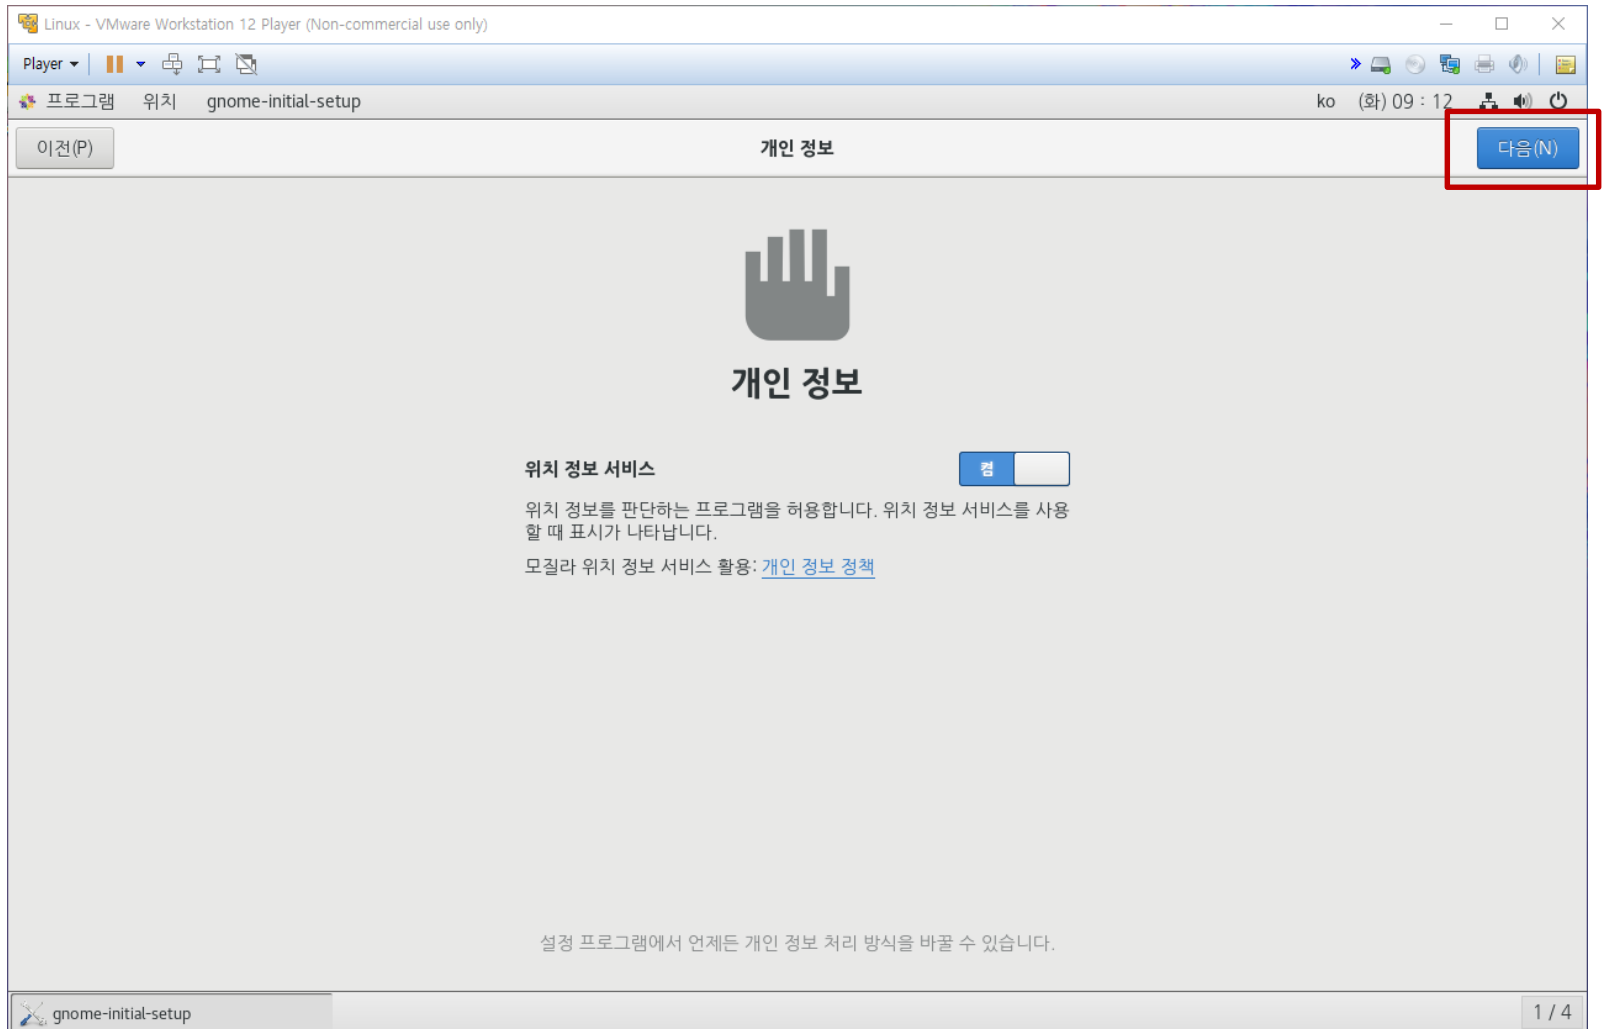 Linux - VMware Workstation 12 Player (Non-commercial use only)
Player
프로그램 위치 gnome-initial-setup ko (화) 09 : 12
이전(P) 개인 정보 다음(N)
개인 정보
위치 정보 서비스 켬
위치 정보를 판단하는 프로그램을 허용합니다. 위치 정보 서비스를 사용
할 때 표시가 나타납니다.
모질라 위치 정보 서비스 활용: 개인 정보 정책
설정 프로그램에서 언제든 개인 정보 처리 방식을 바꿀 수 있습니다.
gnome-initial-setup 1 / 4